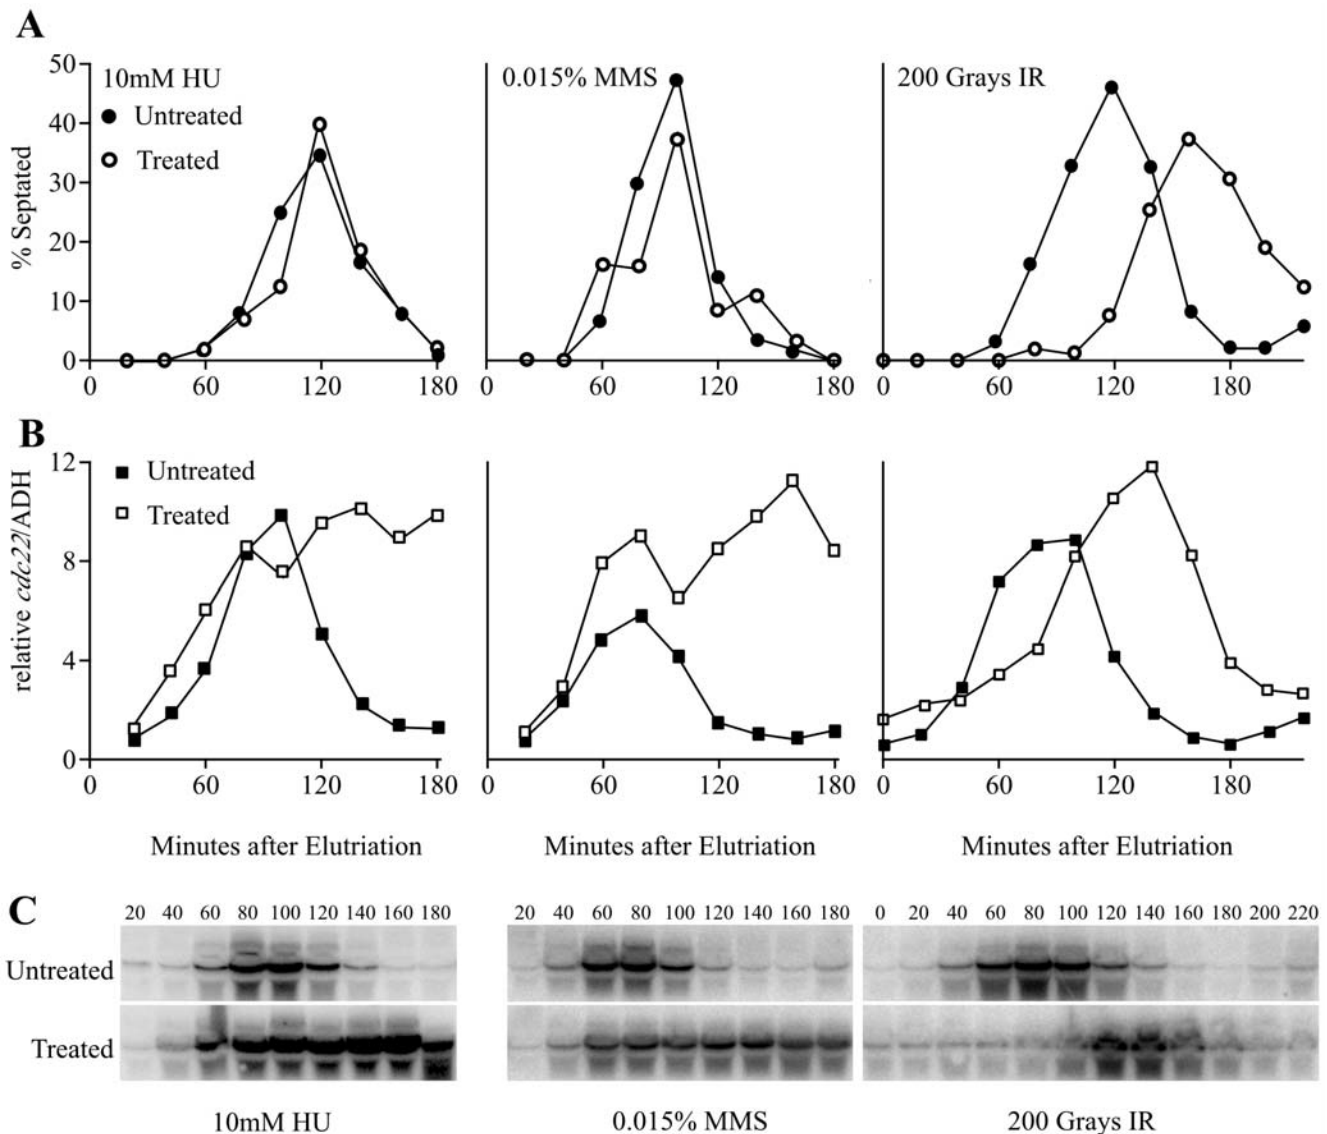 A
10mM HU
Untreated
Treated
0.015% MMS
200 Grays IR
% Septated
50
40
30
20
10
0
0 60 120 180
0 60 120 180
0 60 120 180
B
Untreated
Treated
relative cdc22/ADH
12
8
4
0
0 60 120 180
0 60 120 180
0 60 120 180
Minutes after Elutriation
Minutes after Elutriation
Minutes after Elutriation
C
20 40 60 80 100 120 140 160 180
20 40 60 80 100 120 140 160 180
0 20 40 60 80 100 120 140 160 180 200 220
Untreated
Treated
10mM HU
0.015% MMS
200 Grays IR